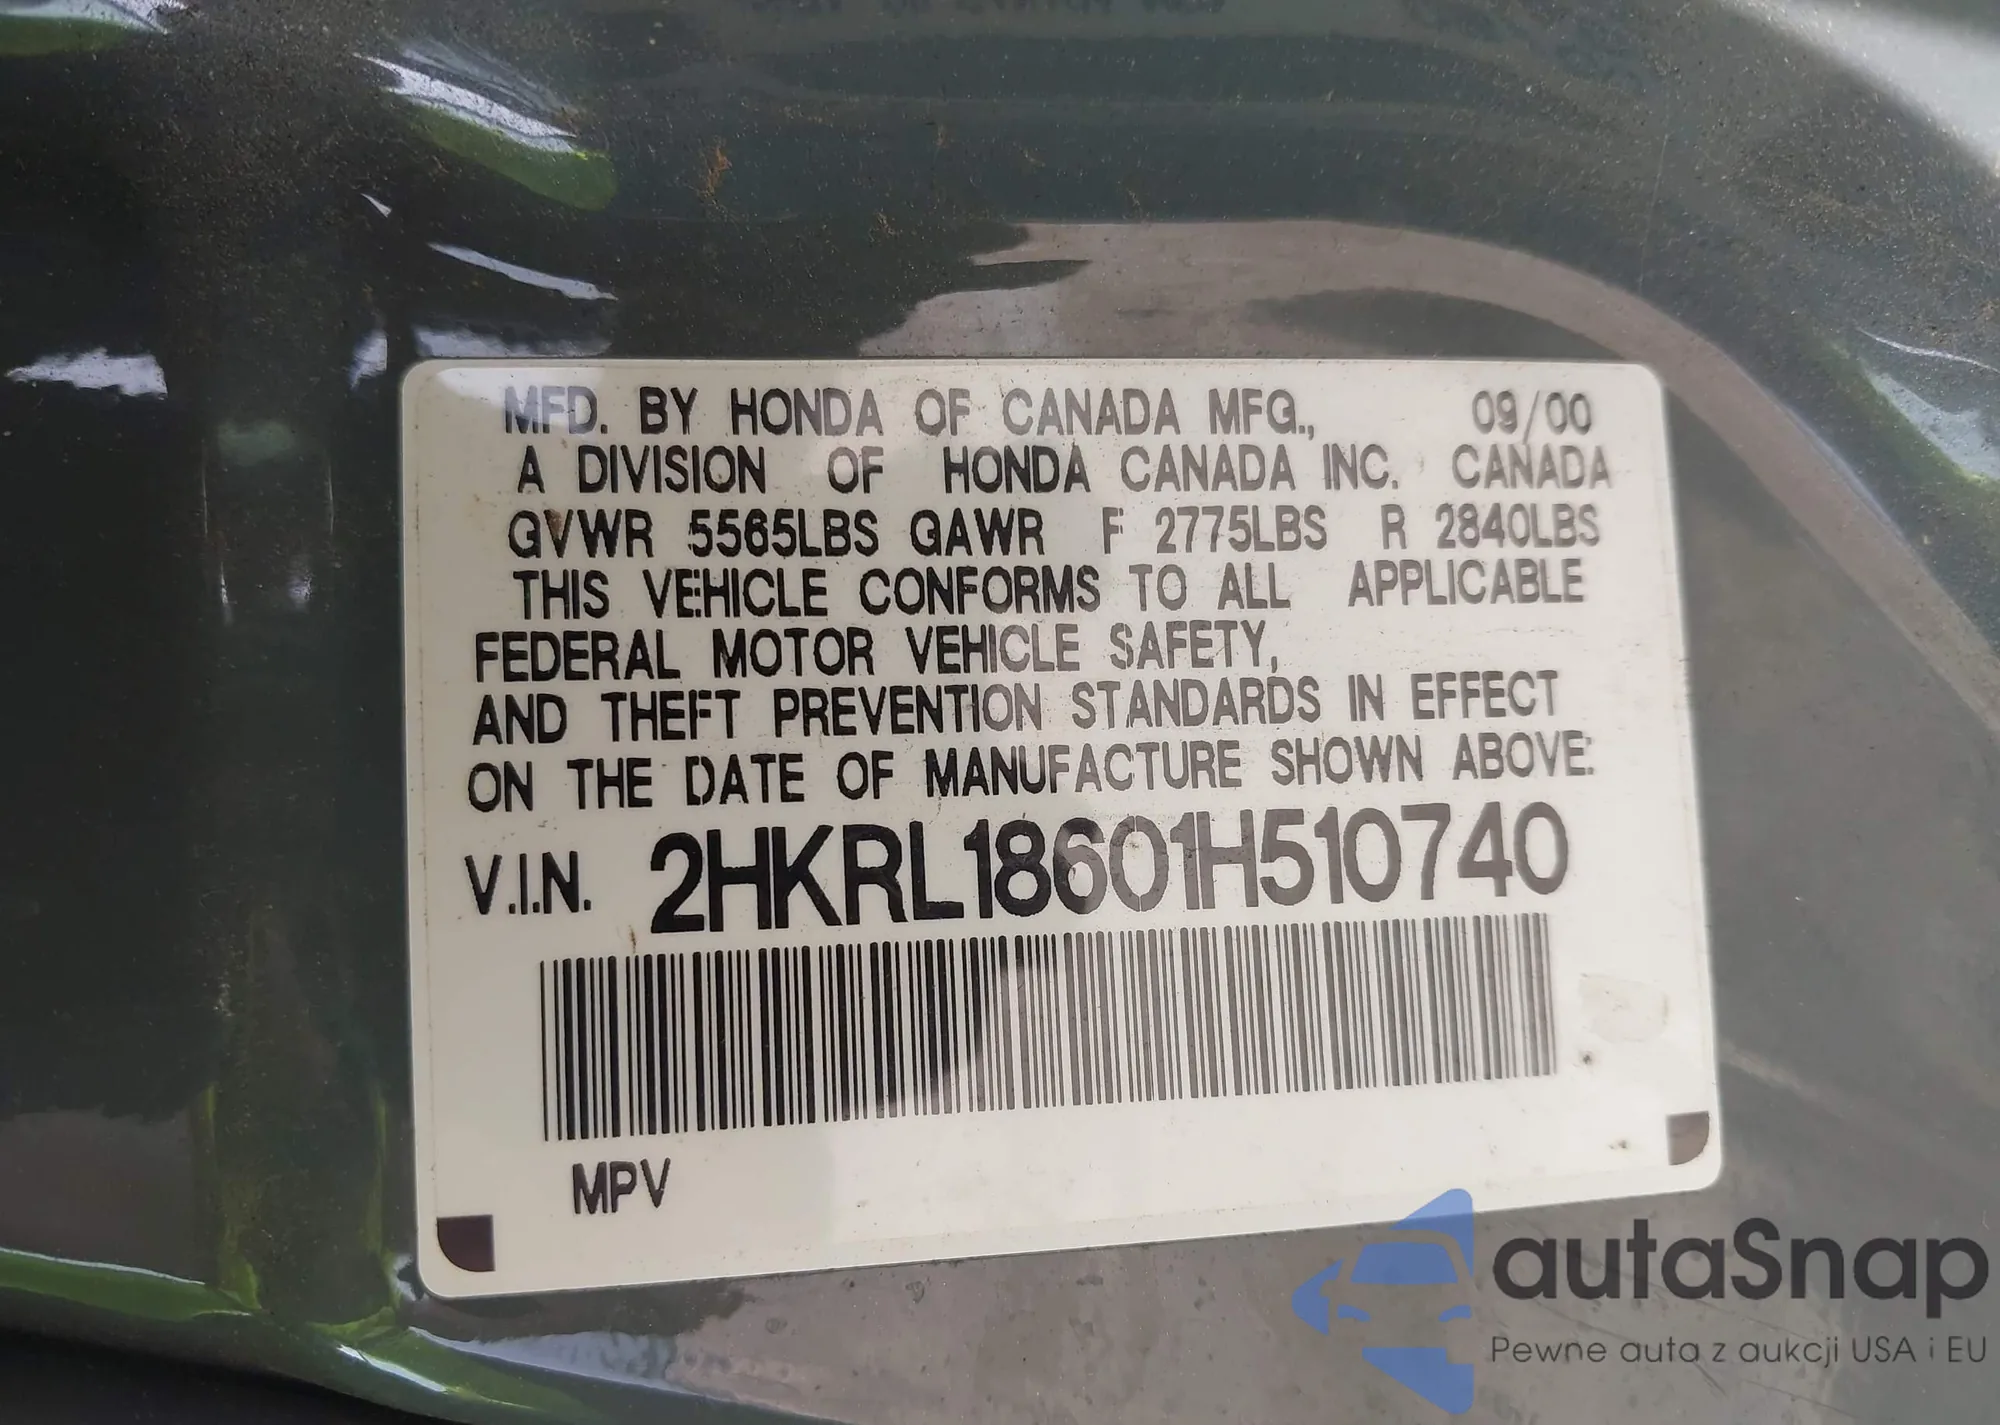 MFD. BY HONDA OF CANADA MFG., 09/00
A DIVISION OF HONDA CANADA INC. CANADA
GVWR 5565LBS GAWR F 2775LBS R 2840LBS
THIS VEHICLE CONFORMS TO ALL APPLICABLE
FEDERAL MOTOR VEHICLE SAFETY,
AND THEFT PREVENTION STANDARDS IN EFFECT
ON THE DATE OF MANUFACTURE SHOWN ABOVE:
V.I.N. 2HKRL18601H510740
MPV
autaSnap
Pewne auta z aukcji USA i EU